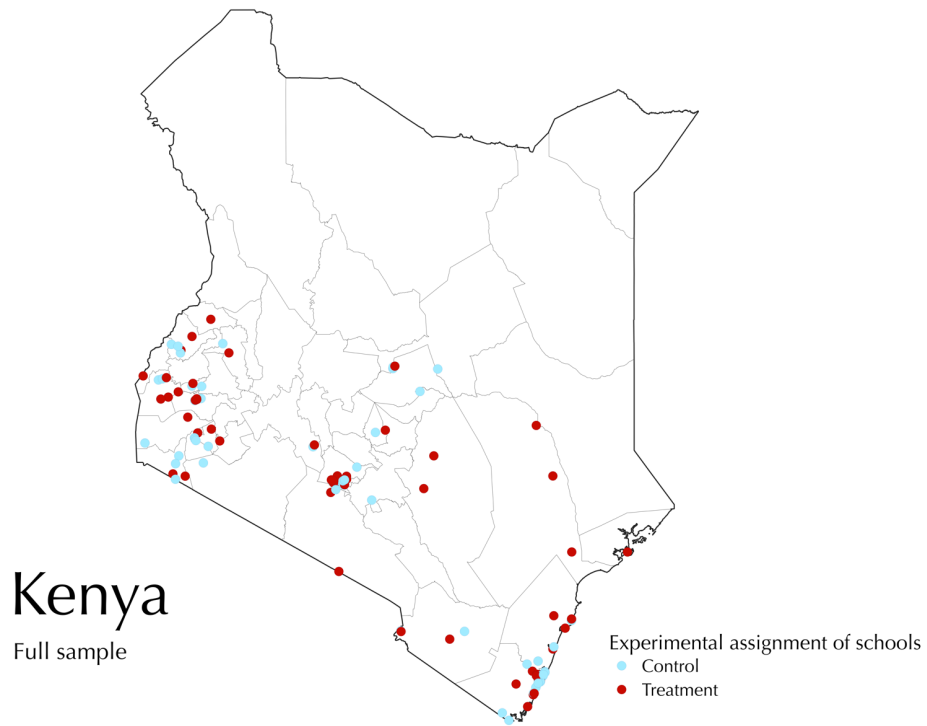 Kenya
Full sample
Experimental assignment of schools
Control
Treatment